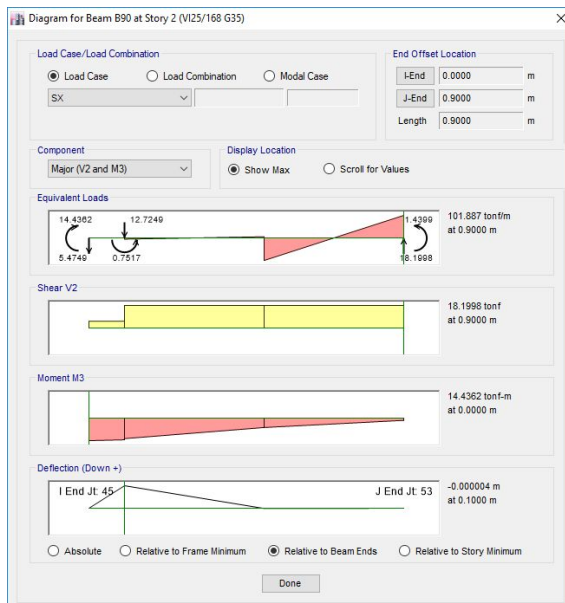 Diagram for Beam B90 at Story 2 (VI25/168 G35)
Load Case/Load Combination
Load Case Load Combination Modal Case
SX
End Offset Location
I-End 0.0000 m
J-End 0.9000 m
Length 0.9000 m
Component
Major (V2 and M3)
Display Location
Show Max Scroll for Values
Equivalent Loads
14.4362 12.7249 1.4399
5.4749 0.7517 18.1998
101.887 tonf/m
at 0.9000 m
Shear V2
18.1998 tonf
at 0.9000 m
Moment M3
14.4362 tonf-m
at 0.0000 m
Deflection (Down +)
I End Jt: 45 J End Jt: 53
-0.000004 m
at 0.1000 m
Absolute Relative to Frame Minimum Relative to Beam Ends Relative to Story Minimum
Done